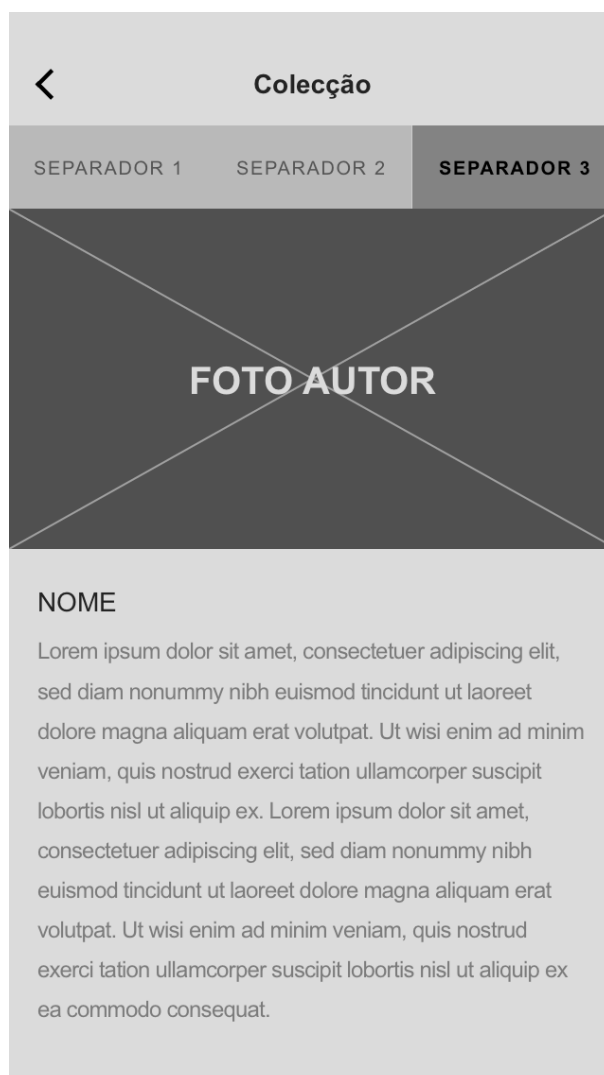 Colecção
SEPARADOR 1 SEPARADOR 2 SEPARADOR 3
FOTO AUTOR
NOME
Lorem ipsum dolor sit amet, consectetuer adipiscing elit,
sed diam nonummy nibh euismod tincidunt ut laoreet
dolore magna aliquam erat volutpat. Ut wisi enim ad minim
veniam, quis nostrud exerci tation ullamcorper suscipit
lobortis nisl ut aliquip ex. Lorem ipsum dolor sit amet,
consectetuer adipiscing elit, sed diam nonummy nibh
euismod tincidunt ut laoreet dolore magna aliquam erat
volutpat. Ut wisi enim ad minim veniam, quis nostrud
exerci tation ullamcorper suscipit lobortis nisl ut aliquip ex
ea commodo consequat.